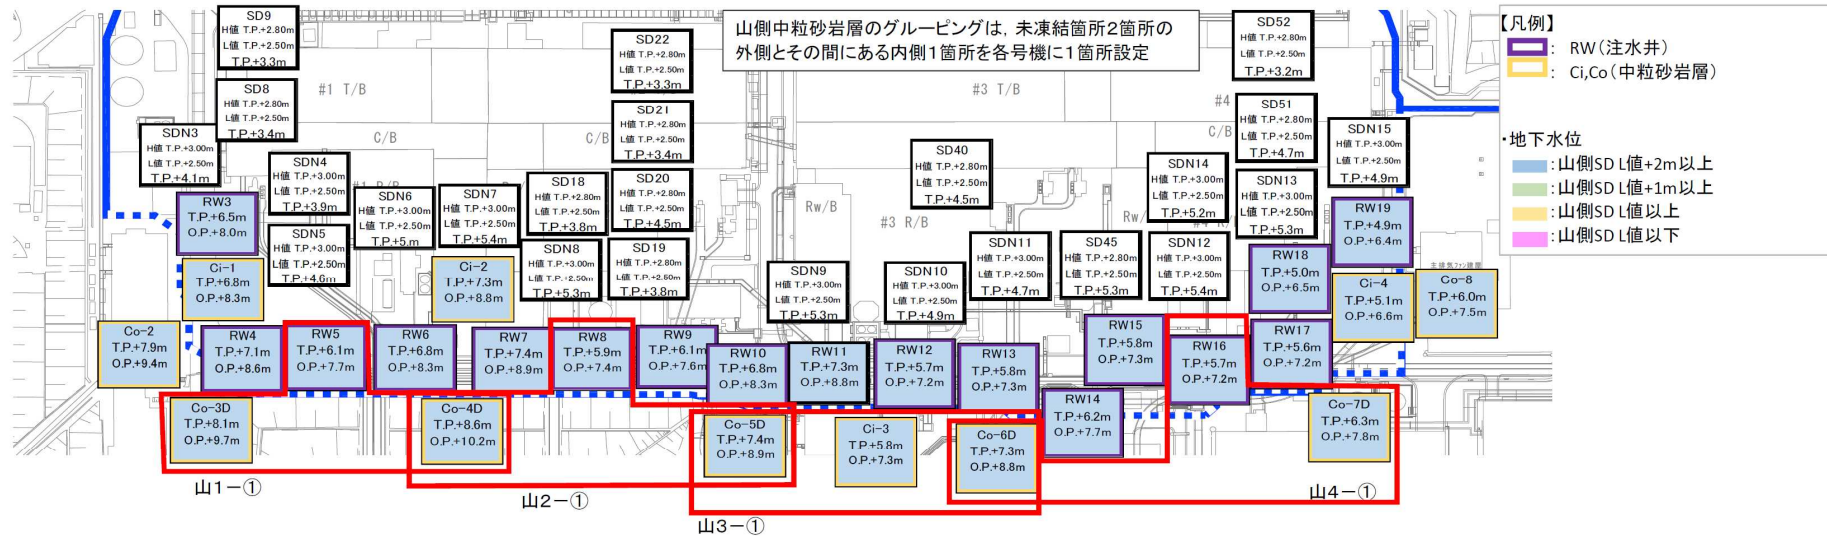 山側中粒砂岩層のグルーピングは，未凍結箇所２箇所の
外側とその間にある内側１箇所を各号機に１箇所設定
【凡例】
： RW（注水井）
： Ci,Co（中粒砂岩層）
・地下水位
：山側SD L値+2m以上
：山側SD L値+1m以上
：山側SD L値以上
：山側SD L値以下
SD9
H値 T.P.+2.80m
L値 T.P.+2.50m
T.P.+3.3m
SD8
H値 T.P.+2.80m
L値 T.P.+2.50m
T.P.+3.4m
SDN3
H値 T.P.+3.00m
L値 T.P.+2.50m
T.P.+4.1m
SDN4
H値 T.P.+3.00m
L値 T.P.+2.50m
T.P.+3.9m
SDN5
H値 T.P.+3.00m
L値 T.P.+2.50m
T.P.+4.6m
SDN6
H値 T.P.+3.00m
L値 T.P.+2.50m
T.P.+5.m
SDN7
H値 T.P.+3.00m
L値 T.P.+2.50m
T.P.+5.4m
SD18
H値 T.P.+2.80m
L値 T.P.+2.50m
T.P.+3.8m
SDN8
H値 T.P.+3.00m
L値 T.P.+2.50m
T.P.+5.3m
SD22
H値 T.P.+2.80m
L値 T.P.+2.50m
T.P.+3.3m
SD21
H値 T.P.+2.80m
L値 T.P.+2.50m
T.P.+3.4m
SD20
H値 T.P.+2.80m
L値 T.P.+2.50m
T.P.+4.5m
SD19
H値 T.P.+2.80m
L値 T.P.+2.50m
T.P.+3.8m
SDN9
H値 T.P.+3.00m
L値 T.P.+2.50m
T.P.+5.3m
SDN10
H値 T.P.+3.00m
L値 T.P.+2.50m
T.P.+4.9m
SD40
H値 T.P.+2.80m
L値 T.P.+2.50m
T.P.+4.5m
SDN11
H値 T.P.+3.00m
L値 T.P.+2.50m
T.P.+4.7m
SD45
H値 T.P.+2.80m
L値 T.P.+2.50m
T.P.+5.3m
SDN12
H値 T.P.+3.00m
L値 T.P.+2.50m
T.P.+5.4m
SDN14
H値 T.P.+3.00m
L値 T.P.+2.50m
T.P.+5.2m
SD52
H値 T.P.+2.80m
L値 T.P.+2.50m
T.P.+3.2m
SD51
H値 T.P.+2.80m
L値 T.P.+2.50m
T.P.+4.7m
SDN13
H値 T.P.+3.00m
L値 T.P.+2.50m
T.P.+5.3m
SDN15
H値 T.P.+3.00m
L値 T.P.+2.50m
T.P.+4.9m
#1 T/B
C/B
C/B
Rw/B
#3 T/B
#3 R/B
#4
C/B
主排気ファン建屋
RW3
T.P.+6.5m
O.P.+8.0m
Ci-1
T.P.+6.8m
O.P.+8.3m
Ci-2
T.P.+7.3m
O.P.+8.8m
Co-2
T.P.+7.9m
O.P.+9.4m
RW4
T.P.+7.1m
O.P.+8.6m
RW5
T.P.+6.1m
O.P.+7.7m
RW6
T.P.+6.8m
O.P.+8.3m
RW7
T.P.+7.4m
O.P.+8.9m
RW8
T.P.+5.9m
O.P.+7.4m
RW9
T.P.+6.1m
O.P.+7.6m
RW10
T.P.+6.8m
O.P.+8.3m
RW11
T.P.+7.3m
O.P.+8.8m
RW12
T.P.+5.7m
O.P.+7.2m
RW13
T.P.+5.8m
O.P.+7.3m
RW15
T.P.+5.8m
O.P.+7.3m
RW14
T.P.+6.2m
O.P.+7.7m
RW16
T.P.+5.7m
O.P.+7.2m
RW17
T.P.+5.6m
O.P.+7.2m
RW18
T.P.+5.0m
O.P.+6.5m
RW19
T.P.+4.9m
O.P.+6.4m
Ci-4
T.P.+5.1m
O.P.+6.6m
Co-8
T.P.+6.0m
O.P.+7.5m
Co-3D
T.P.+8.1m
O.P.+9.7m
Co-4D
T.P.+8.6m
O.P.+10.2m
Co-5D
T.P.+7.4m
O.P.+8.9m
Ci-3
T.P.+5.8m
O.P.+7.3m
Co-6D
T.P.+7.3m
O.P.+8.8m
Co-7D
T.P.+6.3m
O.P.+7.8m
山1－①
山2－①
山3－①
山4－①